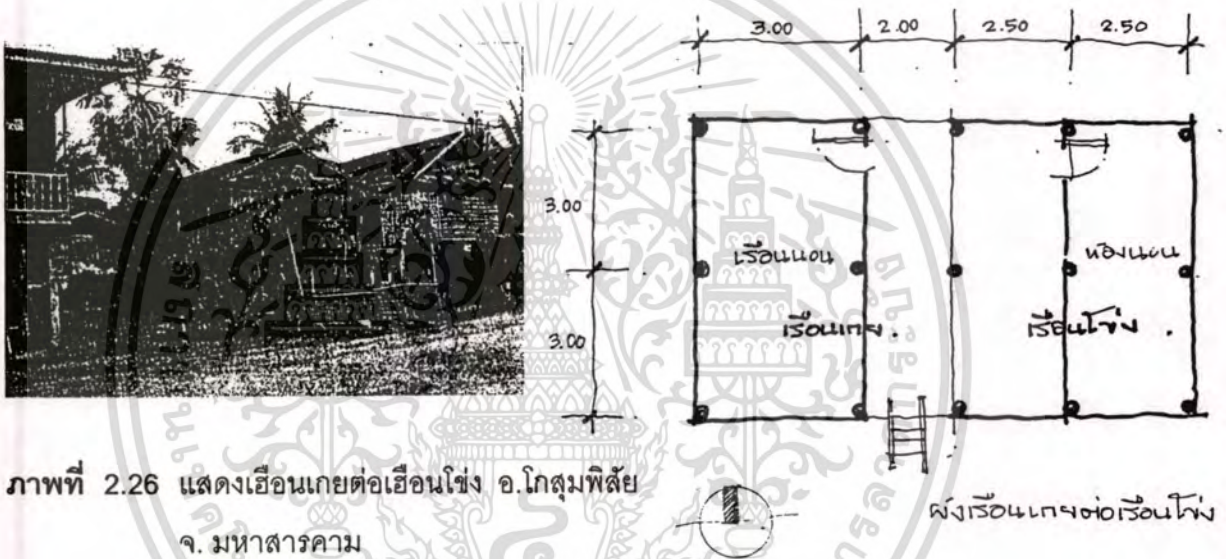 3.00 2.00 2.50 2.50
3.00
3.00
เรือนนอน
เรือนเกย.
ห้องนอน
เรือนโข่ง.
ผังเรือนเกยต่อเรือนโข่ง
ภาพที่ 2.26 แสดงเฮือนเกยต่อเฮือนโข่ง อ.โกสุมพิสัย
จ. มหาสารคาม